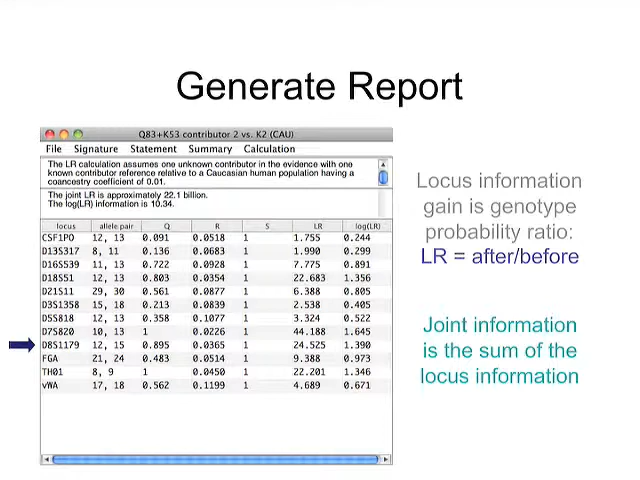 Generate Report
Q83+K53 contributor 2 vs. K2 (CAU)
File Signature Statement Summary Calculation
The LR calculation assumes one unknown contributor in the evidence with one
known contributor reference relative to a Caucasian human population having a
coancestry coefficient of 0.01.
The joint LR is approximately 22.1 billion.
The log(LR) information is 10.34.
locus allele pair Q R S LR log(LR)
CSF1PO 12, 13 0.091 0.0518 1 1.755 0.244
D13S317 8, 11 0.136 0.0683 1 1.990 0.299
D16S539 11, 13 0.722 0.0928 1 7.775 0.891
D18S51 12, 13 0.803 0.0354 1 22.683 1.356
D21S11 29, 30 0.561 0.0877 1 6.388 0.805
D3S1358 15, 18 0.213 0.0839 1 2.538 0.405
D5S818 12, 13 0.358 0.1077 1 3.324 0.522
D7S820 10, 13 1 0.0226 1 44.188 1.645
D8S1179 12, 15 0.895 0.0365 1 24.525 1.390
FGA 21, 24 0.483 0.0514 1 9.388 0.973
TH01 8, 9 1 0.0450 1 22.201 1.346
vWA 17, 18 0.562 0.1199 1 4.689 0.671
Locus information
gain is genotype
probability ratio:
LR = after/before
Joint information
is the sum of the
locus information